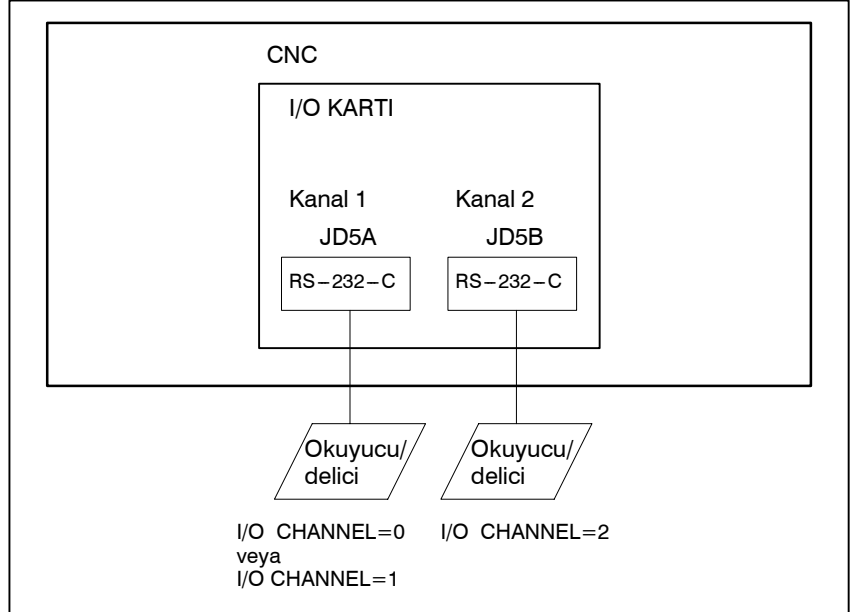 CNC
I/O KARTI
Kanal 1 Kanal 2
JD5A JD5B
RS-232-C RS-232-C
Okuyucu/ Okuyucu/
delici delici
I/O CHANNEL=0 I/O CHANNEL=2
veya
I/O CHANNEL=1